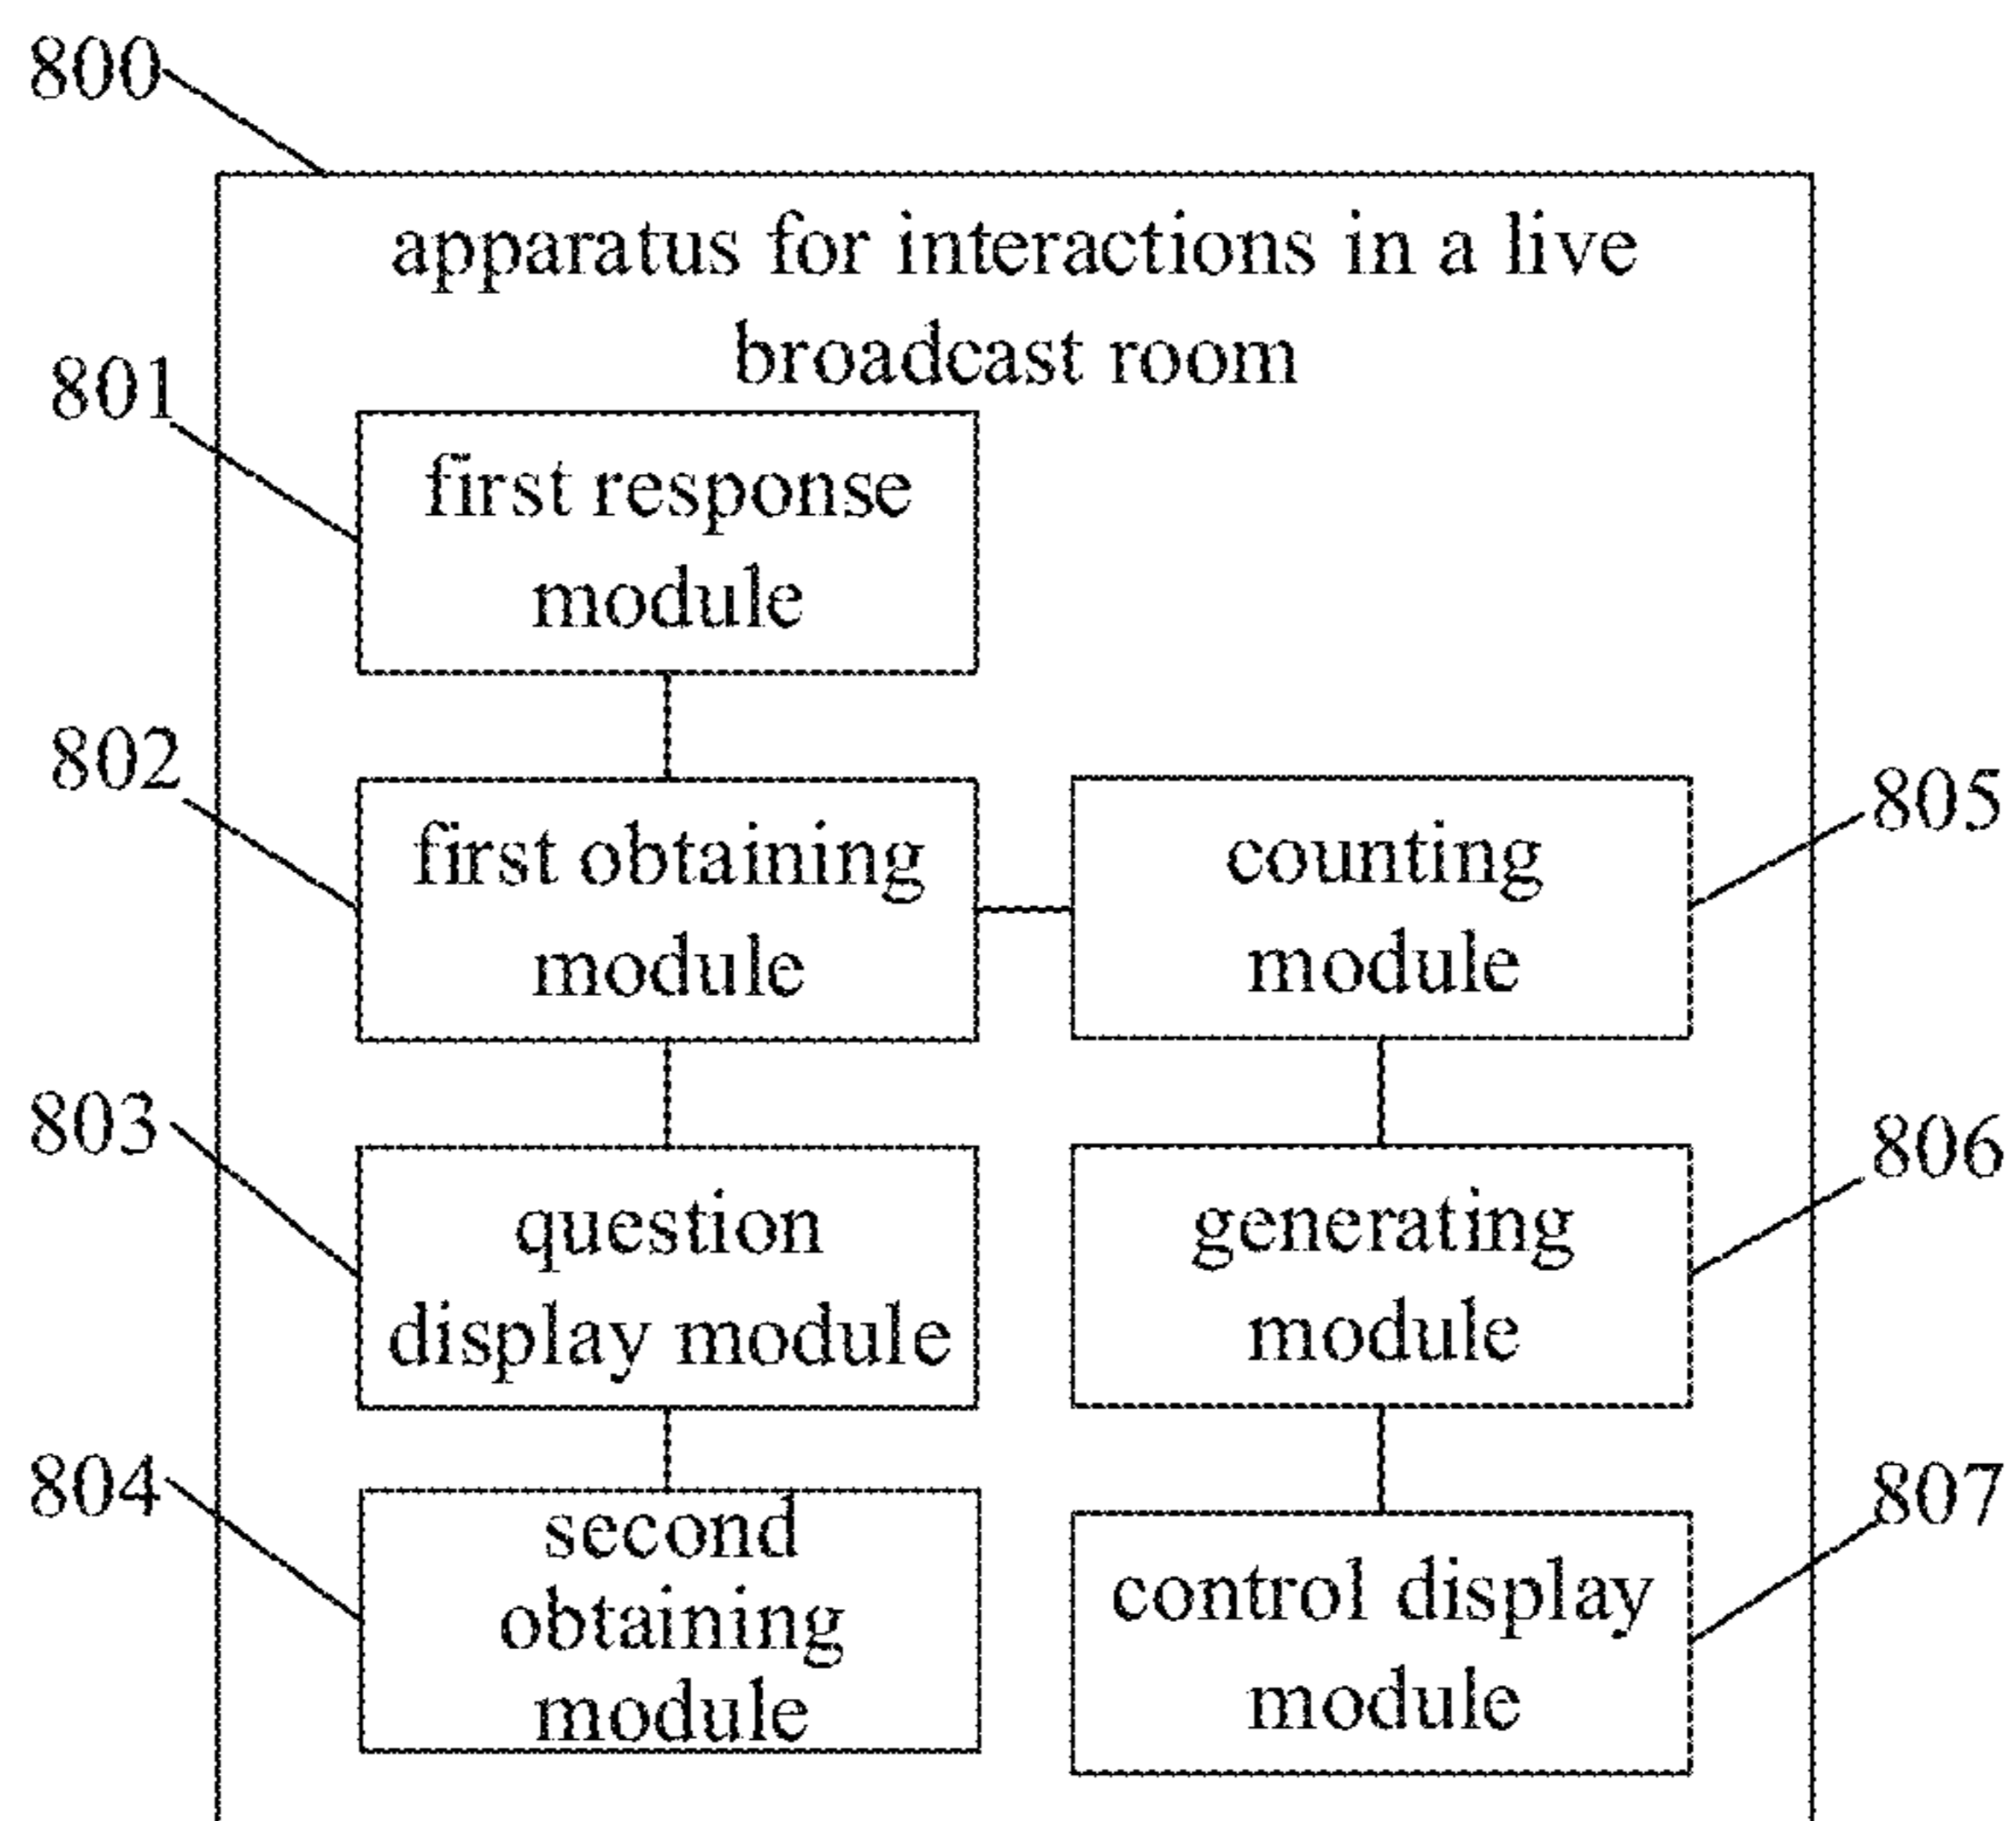 800
apparatus for interactions in a live
broadcast room
801
first response
module
802
first obtaining
module
805
counting
module
803
question
display module
806
generating
module
804
second
obtaining
module
807
control display
module